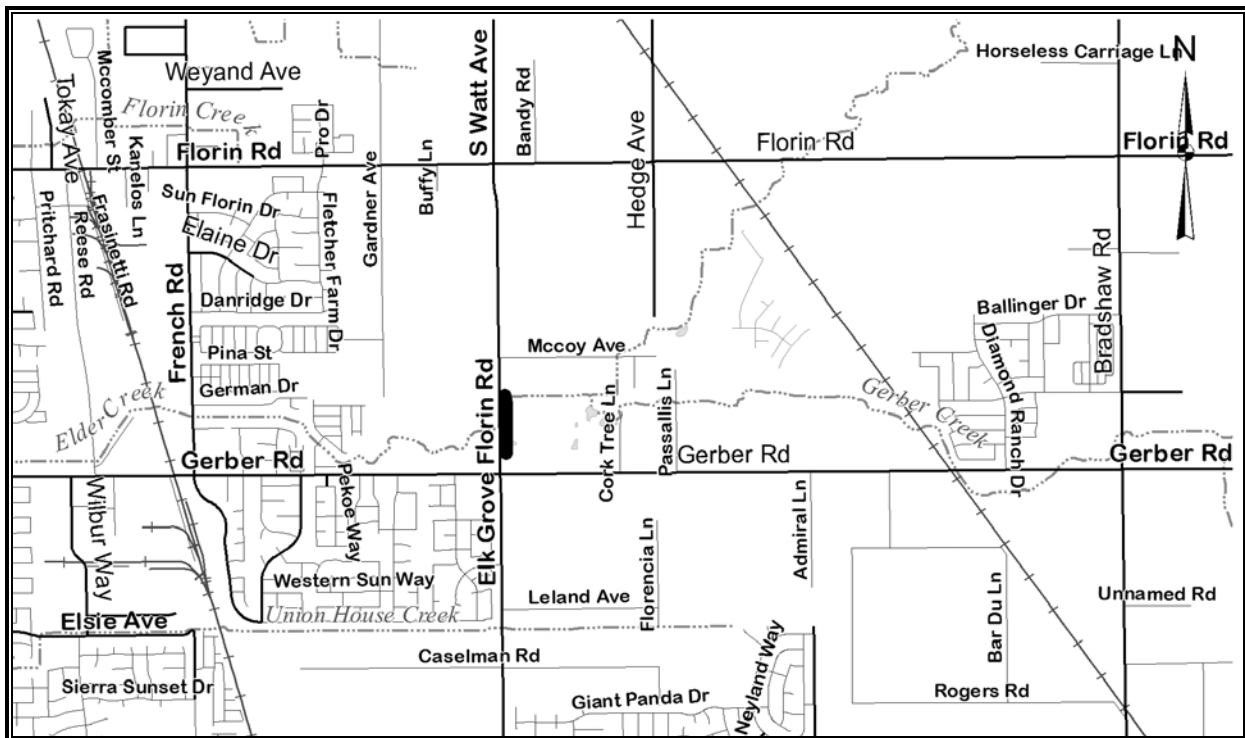 Horseless Carriage Ln
N
Weyand Ave
Mccomber St
Tokay Ave
Florin Creek
Kanelos Ln
Pro Dr
S Watt Ave
Bandy Rd
Hedge Ave
Florin Rd
Florin Rd
Florin Rd
Gardner Ave
Buffy Ln
Pritchard Rd
Reese Rd
Frasinetti Rd
Sun Florin Dr
Elaine Dr
Fletcher Farm Dr
French Rd
Danridge Dr
Pina St
German Dr
Mccoy Ave
Ballinger Dr
Bradshaw Rd
Diamond Ranch Dr
Elder Creek
Gerber Creek
Elk Grove Florin Rd
Cork Tree Ln
Passallis Ln
Gerber Rd
Gerber Rd
Gerber Rd
Wilbur Way
Pekoe Way
Florencia Ln
Admiral Ln
Western Sun Way
Leland Ave
Union House Creek
Elsie Ave
Bar Du Ln
Unnamed Rd
Caselman Rd
Neyland Way
Sierra Sunset Dr
Giant Panda Dr
Rogers Rd